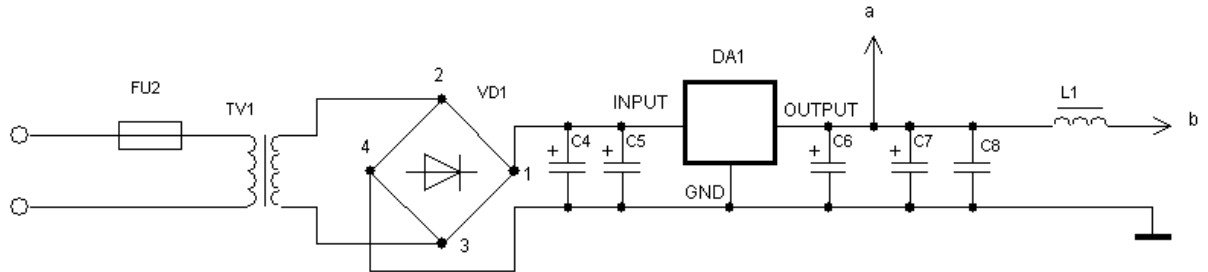 a
DA1
2
FU2
VD1
L1
TV1
INPUT
OUTPUT
b
4
C4
C5
C6
C7
C8
+
+
+
+
1
GND
3